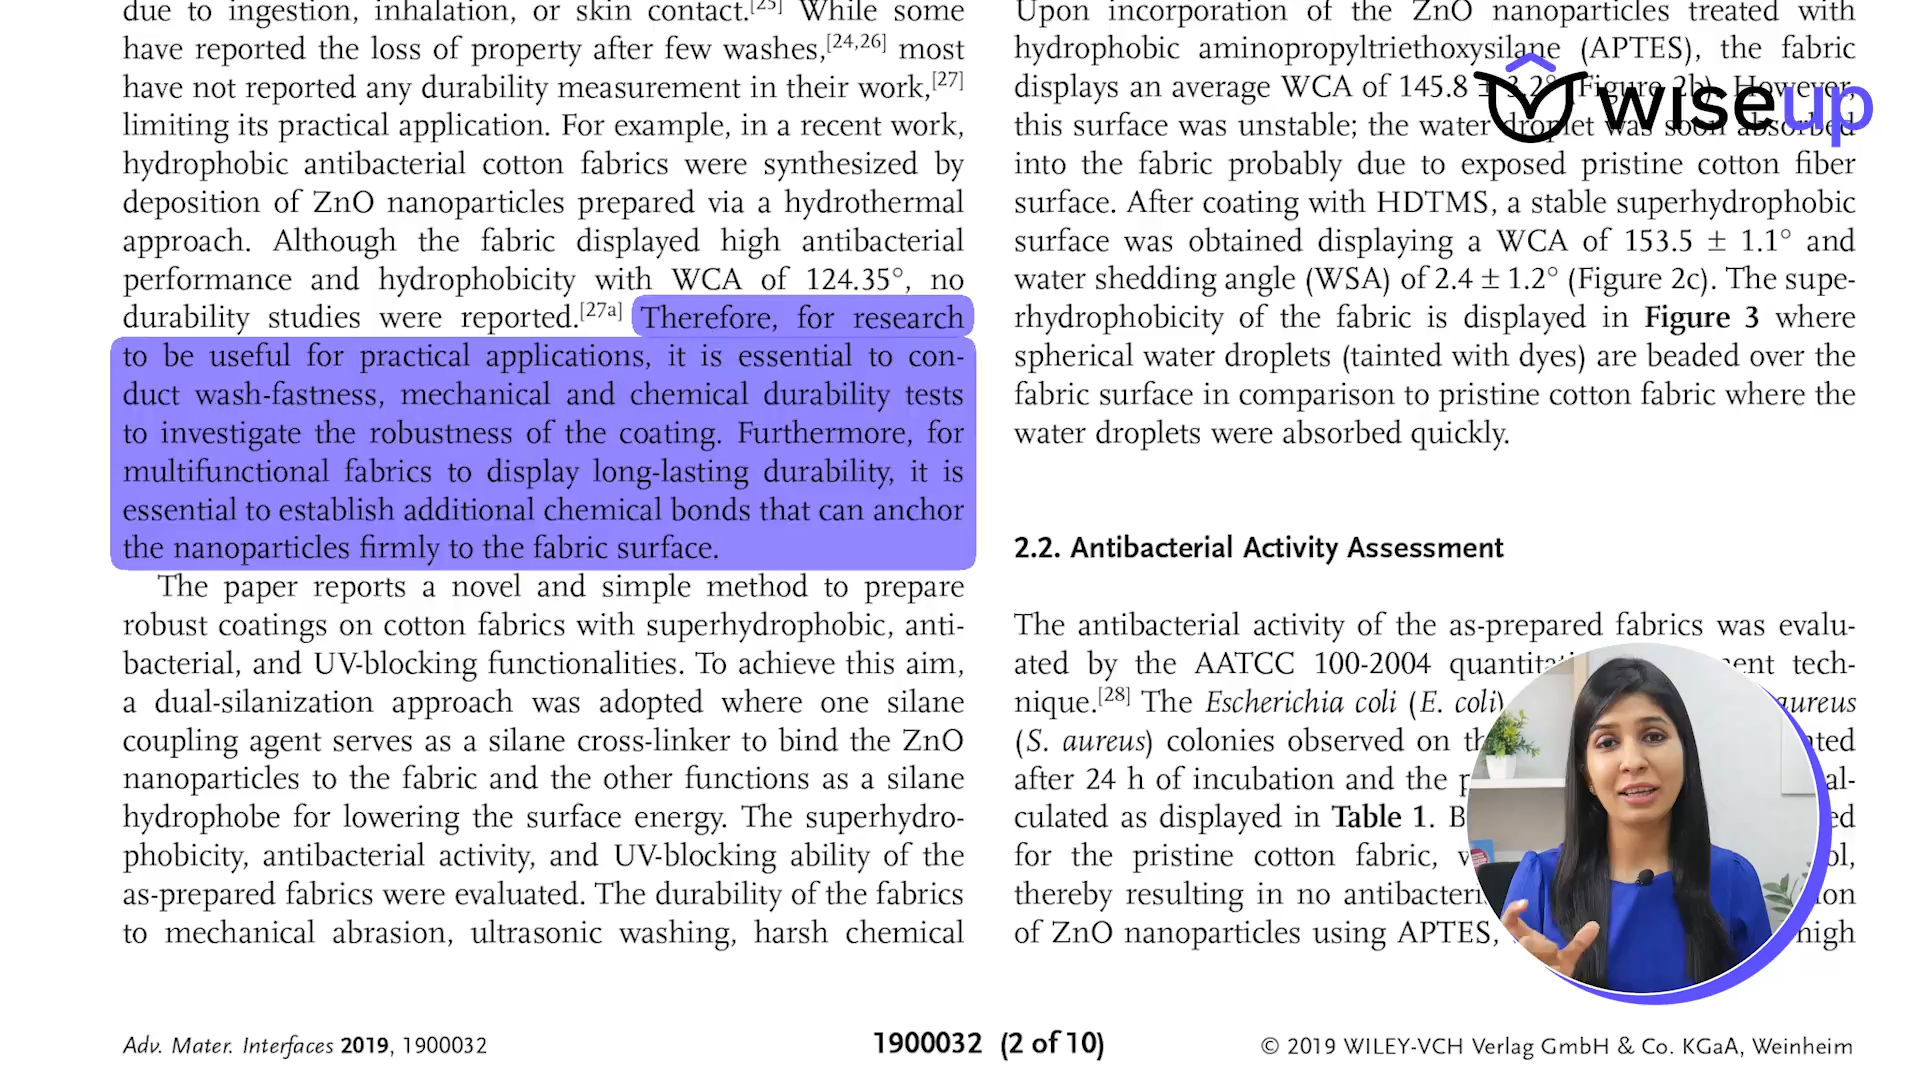 due to ingestion, inhalation, or skin contact.[25] While some
have reported the loss of property after few washes,[24,26] most
have not reported any durability measurement in their work,[27]
limiting its practical application. For example, in a recent work,
hydrophobic antibacterial cotton fabrics were synthesized by
deposition of ZnO nanoparticles prepared via a hydrothermal
approach. Although the fabric displayed high antibacterial
performance and hydrophobicity with WCA of 124.35°, no
durability studies were reported.[27a] Therefore, for research
to be useful for practical applications, it is essential to con-
duct wash-fastness, mechanical and chemical durability tests
to investigate the robustness of the coating. Furthermore, for
multifunctional fabrics to display long-lasting durability, it is
essential to establish additional chemical bonds that can anchor
the nanoparticles firmly to the fabric surface.
The paper reports a novel and simple method to prepare
robust coatings on cotton fabrics with superhydrophobic, anti-
bacterial, and UV-blocking functionalities. To achieve this aim,
a dual-silanization approach was adopted where one silane
coupling agent serves as a silane cross-linker to bind the ZnO
nanoparticles to the fabric and the other functions as a silane
hydrophobe for lowering the surface energy. The superhydro-
phobicity, antibacterial activity, and UV-blocking ability of the
as-prepared fabrics were evaluated. The durability of the fabrics
to mechanical abrasion, ultrasonic washing, harsh chemical
Upon incorporation of the ZnO nanoparticles treated with
hydrophobic aminopropyltriethoxysilane (APTES), the fabric
displays an average WCA of 145.8 ± 3.2° (Figure 2b). However,
this surface was unstable; the water droplet was soon absorbed
into the fabric probably due to exposed pristine cotton fiber
surface. After coating with HDTMS, a stable superhydrophobic
surface was obtained displaying a WCA of 153.5 ± 1.1° and
water shedding angle (WSA) of 2.4 ± 1.2° (Figure 2c). The supe-
rhydrophobicity of the fabric is displayed in Figure 3 where
spherical water droplets (tainted with dyes) are beaded over the
fabric surface in comparison to pristine cotton fabric where the
water droplets were absorbed quickly.
2.2. Antibacterial Activity Assessment
The antibacterial activity of the as-prepared fabrics was evalu-
ated by the AATCC 100-2004 tech-
nique.[28] The Escherichia coli (E. coli) aureus
(S. aureus) colonies observed on
after 24 h of incubation and the
culated as displayed in Table 1.
for the pristine cotton fabric,
thereby resulting in no
of ZnO nanoparticles using APTES, high
wiseup
Adv. Mater. Interfaces 2019, 1900032
1900032 (2 of 10)
© 2019 WILEY-VCH Verlag GmbH & Co. KGaA, Weinheim